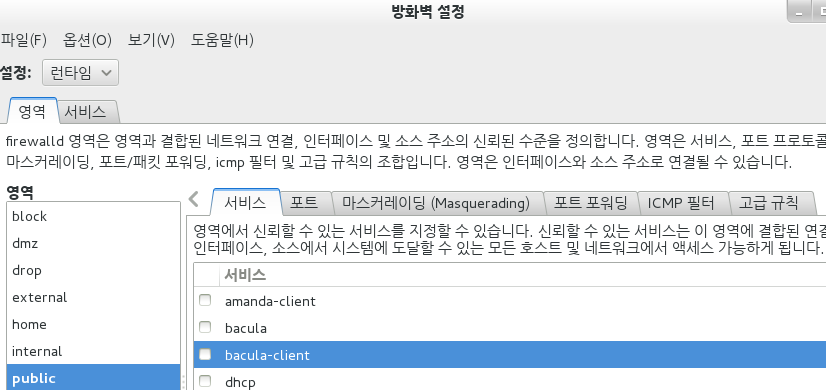 방화벽 설정
파일(F) 옵션(O) 보기(V) 도움말(H)
설정: 런타임
영역 서비스
firewalld 영역은 영역과 결합된 네트워크 연결, 인터페이스 및 소스 주소의 신뢰된 수준을 정의합니다. 영역은 서비스, 포트 프로토콜
마스커레이딩, 포트/패킷 포워딩, icmp 필터 및 고급 규칙의 조합입니다. 영역은 인터페이스와 소스 주소로 연결될 수 있습니다.
영역
block
dmz
drop
external
home
internal
public
서비스 포트 마스커레이딩 (Masquerading) 포트 포워딩 ICMP 필터 고급 규칙
영역에서 신뢰할 수 있는 서비스를 지정할 수 있습니다. 신뢰할 수 있는 서비스는 이 영역에 결합된 연결
인터페이스, 소스에서 시스템에 도달할 수 있는 모든 호스트 및 네트워크에서 액세스 가능하게 됩니다.
서비스
amanda-client
bacula
bacula-client
dhcp